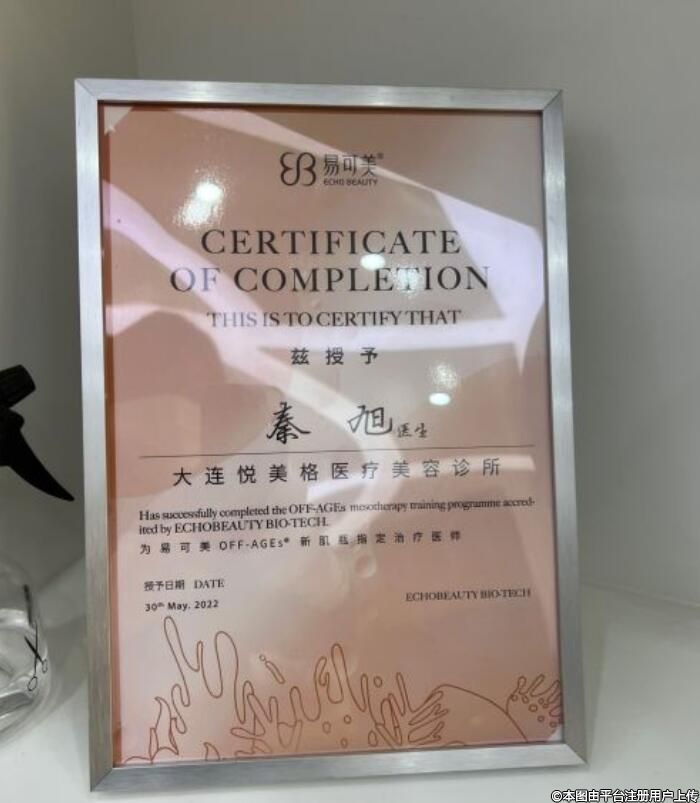 易可美®
ECHO BEAUTY
CERTIFICATE
OF COMPLETION
THIS IS TO CERTIFY THAT
兹授予
秦旭医生
大连悦美格医疗美容诊所
Has successfully completed the OFF-AGEs mesotherapy training programme accred-
ited by ECHOBEAUTY BIO-TECH.
为易可美OFF-AGEs®新肌瓶指定治疗医师
授予日期 DATE
30th May. 2022
ECHOBEAUTY BIO-TECH
©本图由平台注册用户上传